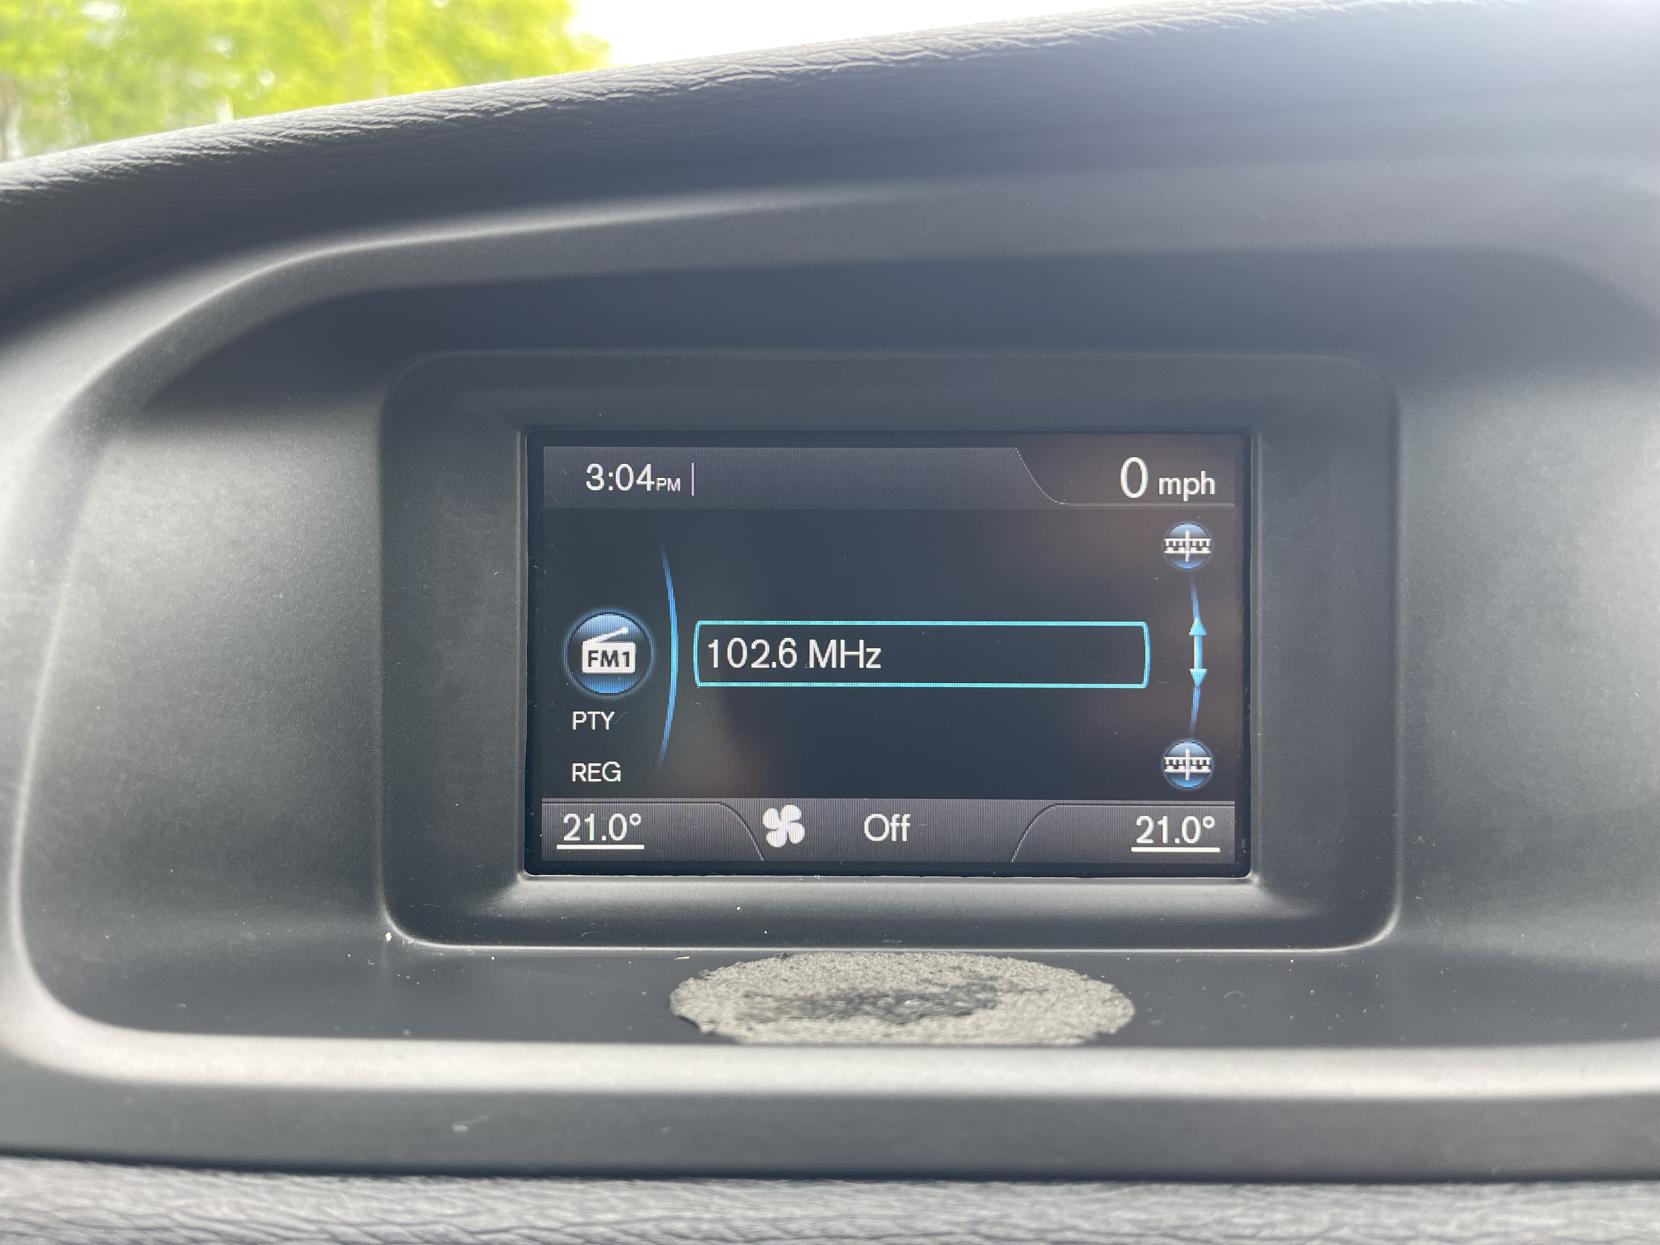 3:04PM
0 mph
FM1
102.6 MHz
PTY
REG
21.0°
Off
21.0°